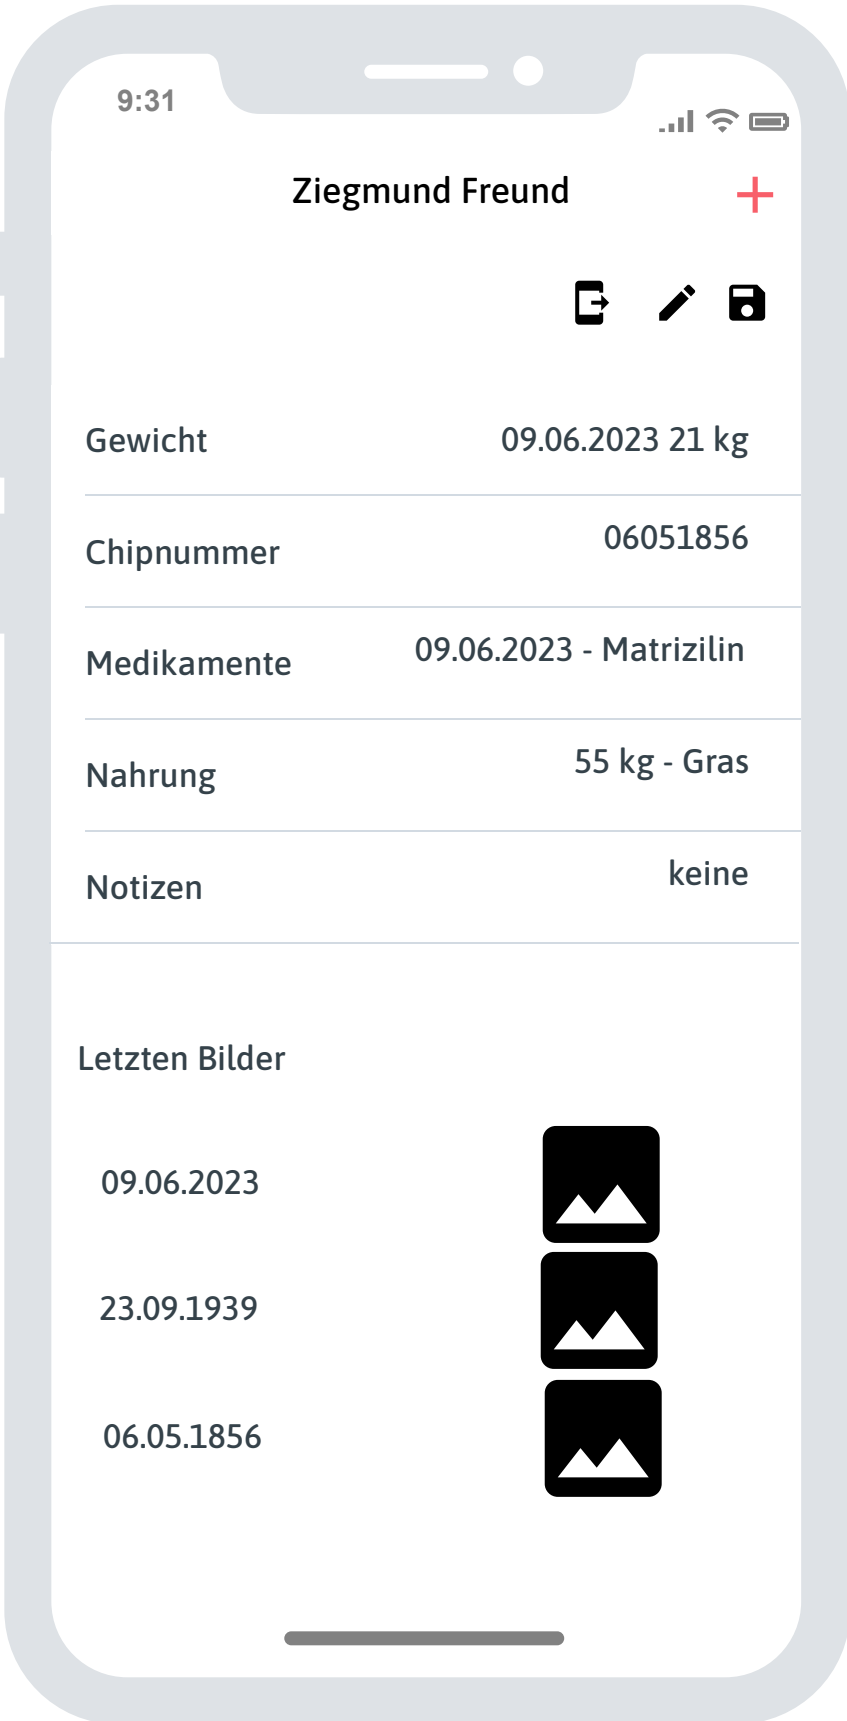 9:31
Ziegmund Freund
Gewicht 09.06.2023 21 kg
Chipnummer 06051856
Medikamente 09.06.2023 - Matrizilin
Nahrung 55 kg - Gras
Notizen keine
Letzten Bilder
09.06.2023
23.09.1939
06.05.1856